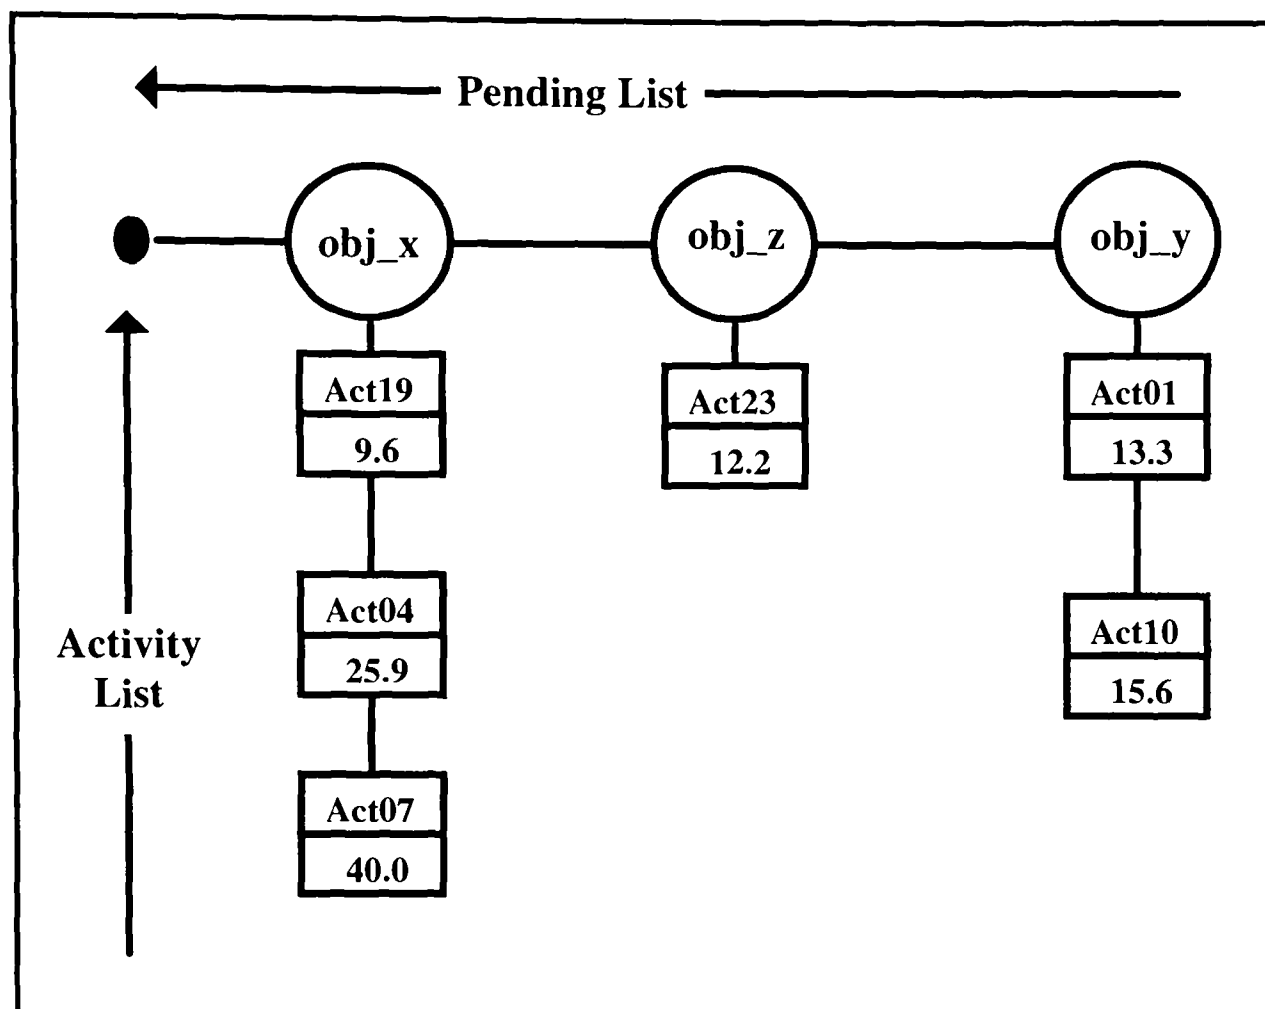 Pending List
obj_x
obj_z
obj_y
Act19
9.6
Act23
12.2
Act01
13.3
Act04
25.9
Act10
15.6
Activity
List
Act07
40.0